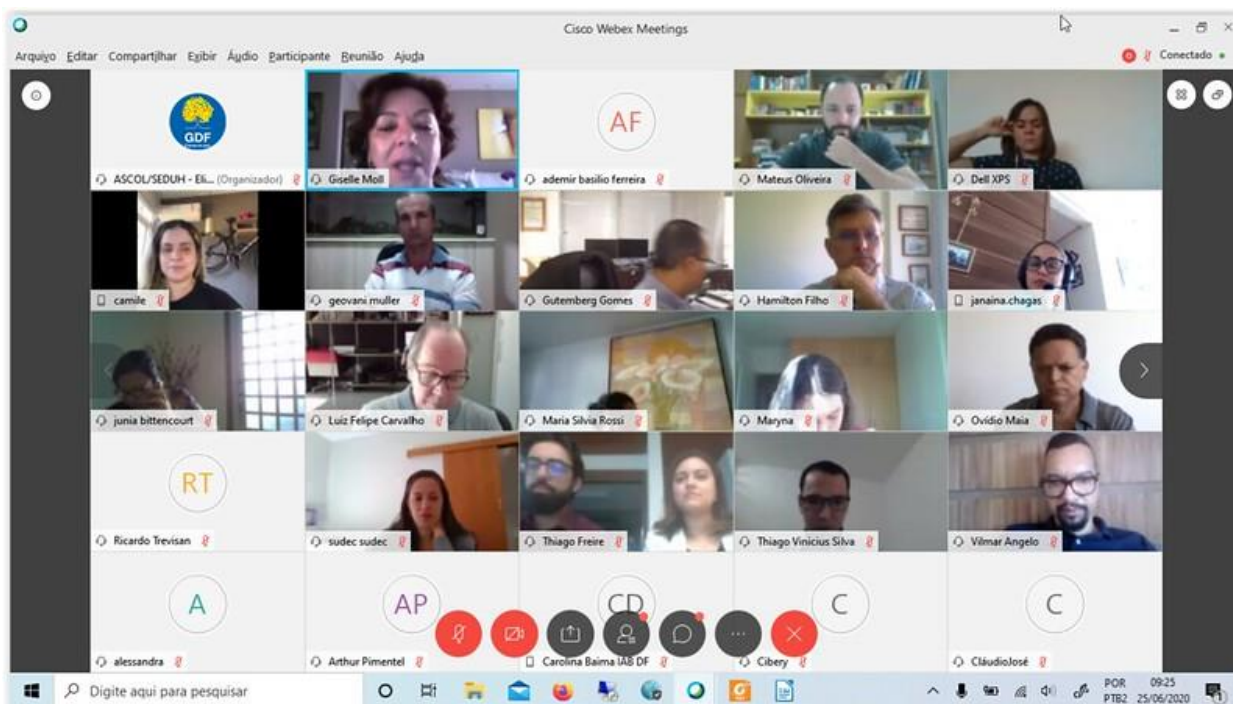 Cisco Webex Meetings
Arquivo Editar Compartilhar Exibir Áudio Participante Reunião Ajuda
Conectado
GDF
ASCOL/SEDUH - Eli... (Organizador)
Giselle Moll
AF
ademir basilio ferreira
Mateus Oliveira
Dell XPS
camile
geovani muller
Gutemberg Gomes
Hamilton Filho
janaina.chagas
junia bittencourt
Luiz Felipe Carvalho
Maria Silvia Rossi
Maryna
Ovídio Maia
RT
Ricardo Trevisan
sudec sudec
Thiago Freire
Thiago Vinicius Silva
Vilmar Angelo
A
AP
CD
C
C
alessandra
Arthur Pimentel
Carolina Baima IAB DF
Cibery
CláudioJosé
Digite aqui para pesquisar
POR 09:25
PTB2 25/06/2020